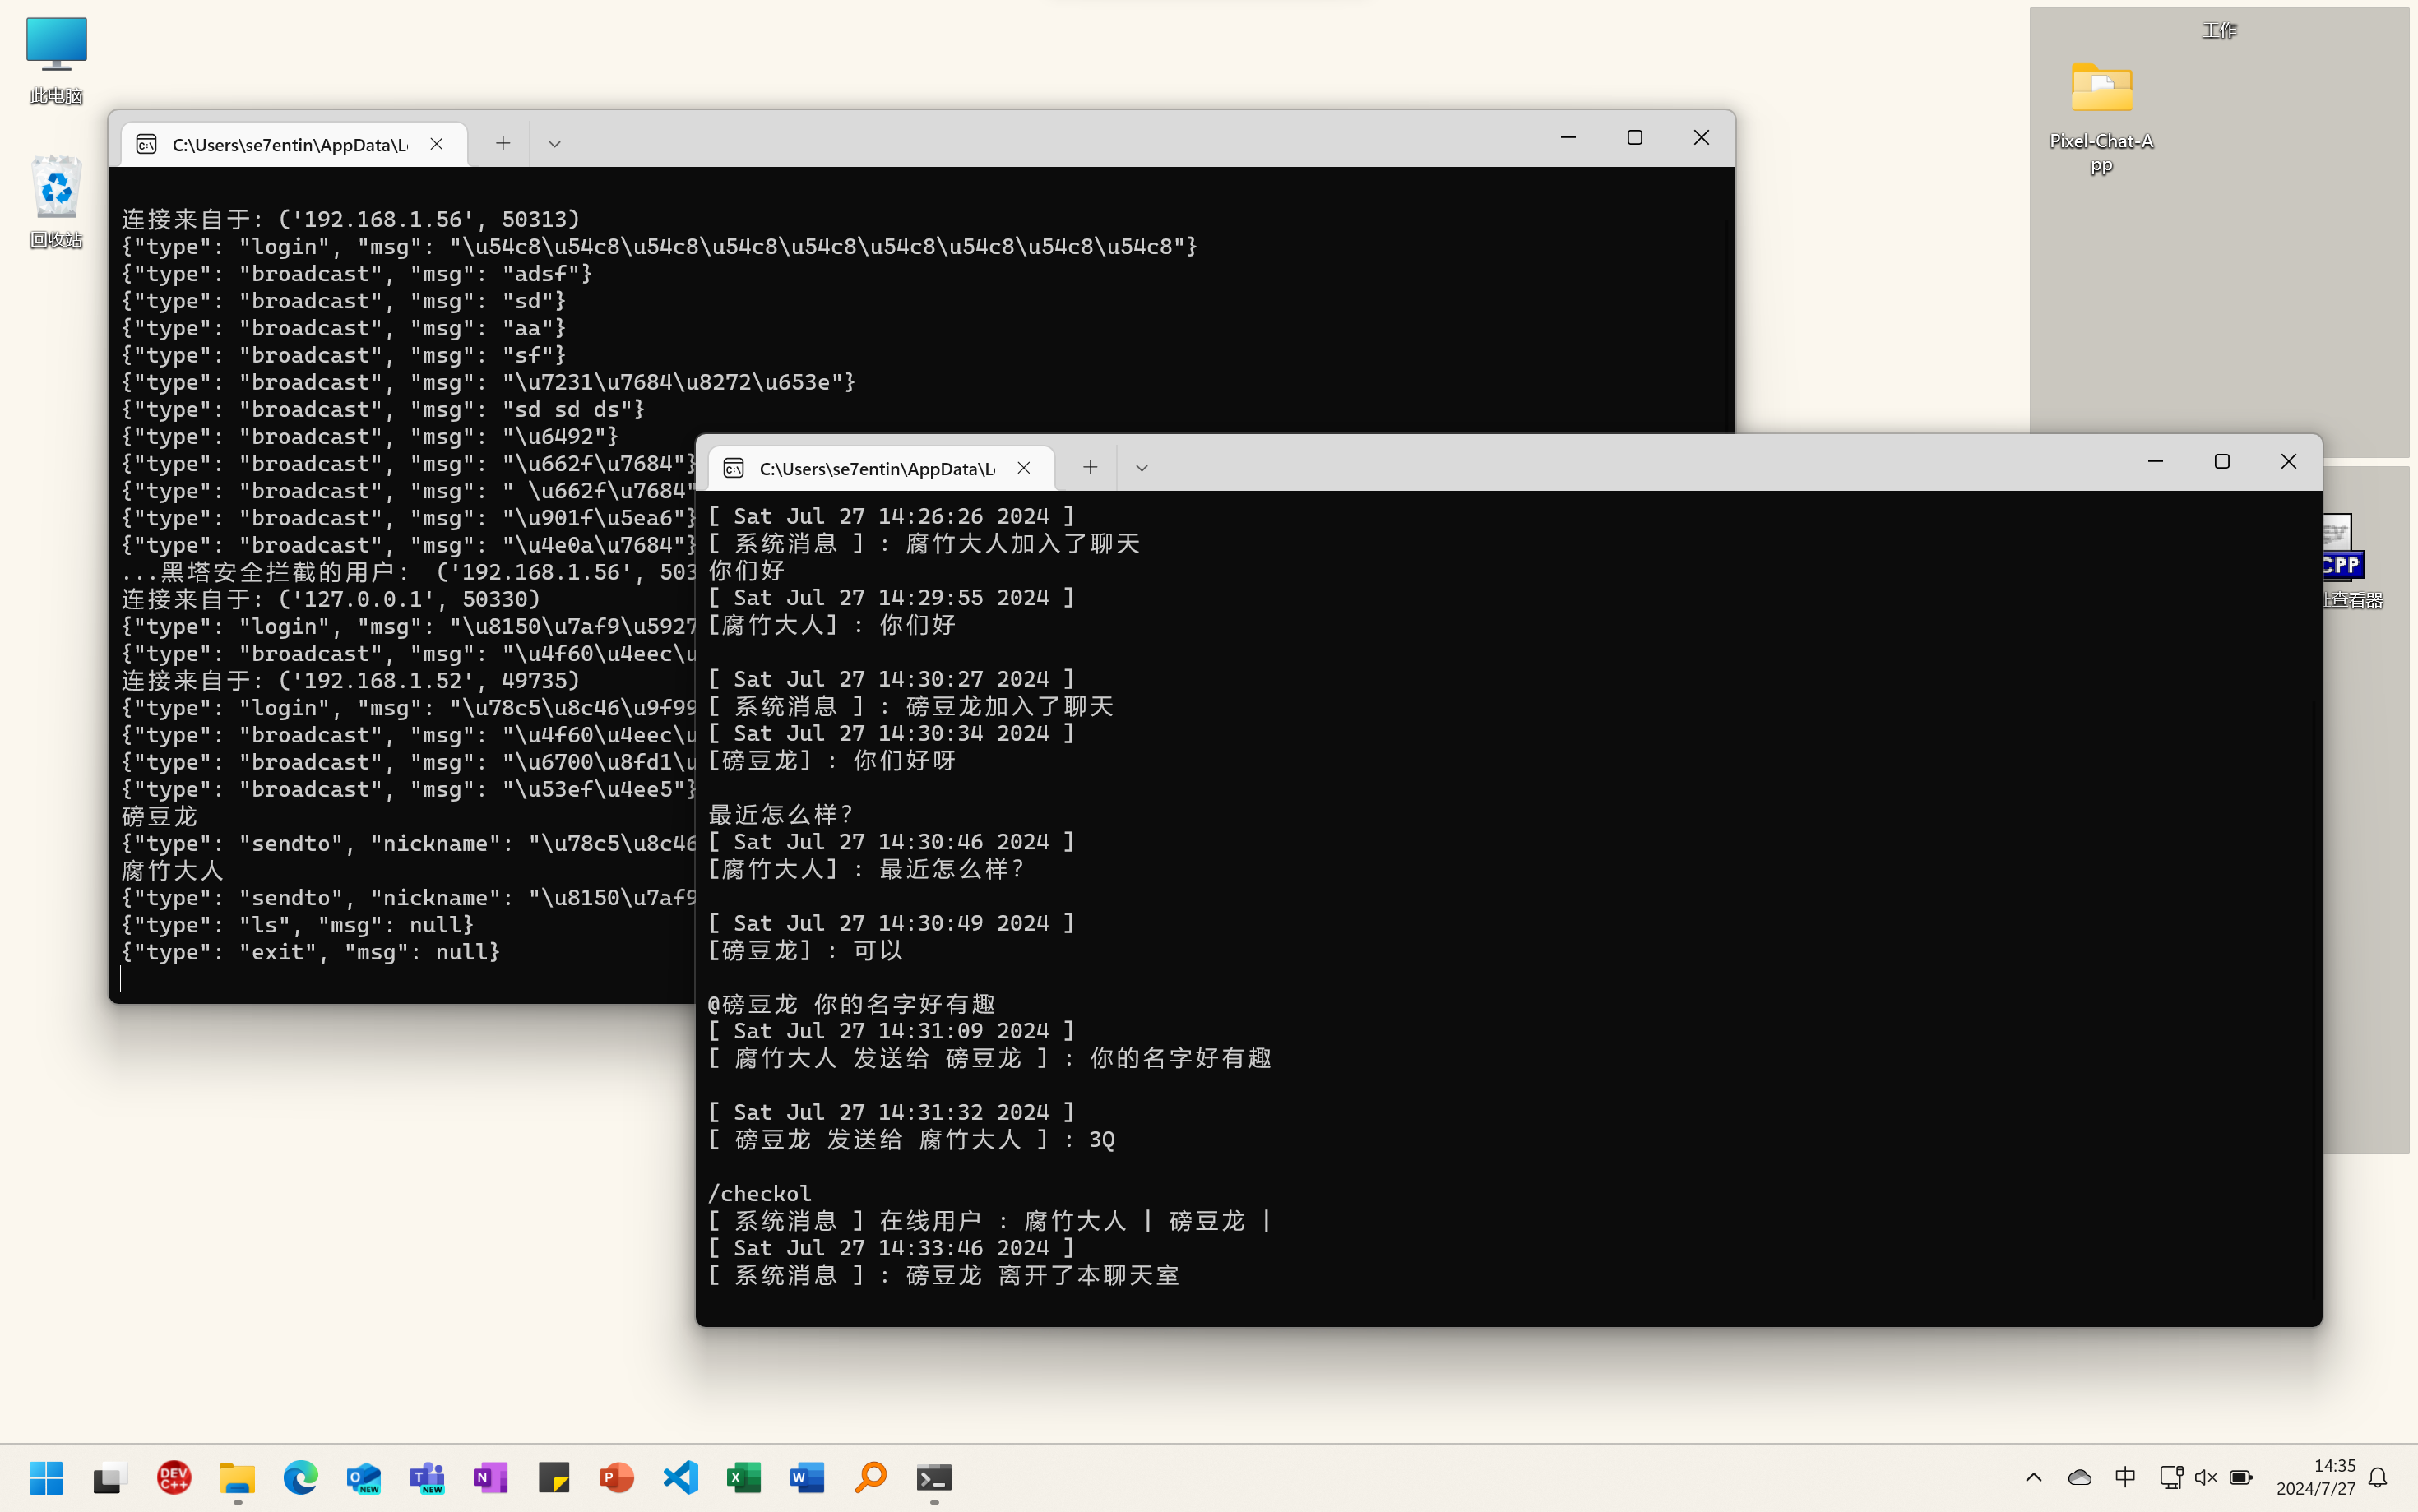 此电脑
回收站
工作
Pixel-Chat-A
pp
C:\Users\se7entin\AppData\L
连接来自于: ('192.168.1.56', 50313)
{"type": "login", "msg": "\u54c8\u54c8\u54c8\u54c8\u54c8\u54c8\u54c8\u54c8\u54c8"}
{"type": "broadcast", "msg": "adsf"}
{"type": "broadcast", "msg": "sd"}
{"type": "broadcast", "msg": "aa"}
{"type": "broadcast", "msg": "sf"}
{"type": "broadcast", "msg": "\u7231\u7684\u8272\u653e"}
{"type": "broadcast", "msg": "sd sd ds"}
{"type": "broadcast", "msg": "\u6492"}
{"type": "broadcast", "msg": "\u662f\u7684"}
{"type": "broadcast", "msg": " \u662f\u7684"
{"type": "broadcast", "msg": "\u901f\u5ea6"}
{"type": "broadcast", "msg": "\u4e0a\u7684"}
...黑塔安全拦截的用户: ('192.168.1.56', 503
连接来自于: ('127.0.0.1', 50330)
{"type": "login", "msg": "\u8150\u7af9\u5927
{"type": "broadcast", "msg": "\u4f60\u4eec\u
连接来自于: ('192.168.1.52', 49735)
{"type": "login", "msg": "\u78c5\u8c46\u9f99
{"type": "broadcast", "msg": "\u4f60\u4eec\u
{"type": "broadcast", "msg": "\u6700\u8fd1\u
{"type": "broadcast", "msg": "\u53ef\u4ee5"}
磅豆龙
{"type": "sendto", "nickname": "\u78c5\u8c46
腐竹大人
{"type": "sendto", "nickname": "\u8150\u7af9
{"type": "ls", "msg": null}
{"type": "exit", "msg": null}
C:\Users\se7entin\AppData\L
[ Sat Jul 27 14:26:26 2024 ]
[ 系统消息 ] : 腐竹大人加入了聊天
你们好
[ Sat Jul 27 14:29:55 2024 ]
[腐竹大人] : 你们好
[ Sat Jul 27 14:30:27 2024 ]
[ 系统消息 ] : 磅豆龙加入了聊天
[ Sat Jul 27 14:30:34 2024 ]
[磅豆龙] : 你们好呀
最近怎么样?
[ Sat Jul 27 14:30:46 2024 ]
[腐竹大人] : 最近怎么样?
[ Sat Jul 27 14:30:49 2024 ]
[磅豆龙] : 可以
@磅豆龙 你的名字好有趣
[ Sat Jul 27 14:31:09 2024 ]
[ 腐竹大人 发送给 磅豆龙 ] : 你的名字好有趣
[ Sat Jul 27 14:31:32 2024 ]
[ 磅豆龙 发送给 腐竹大人 ] : 3Q
/checkol
[ 系统消息 ] 在线用户 : 腐竹大人 | 磅豆龙 |
[ Sat Jul 27 14:33:46 2024 ]
[ 系统消息 ] : 磅豆龙 离开了本聊天室
CPP
查看器
DEV
C++
NEW
NEW
中
14:35
2024/7/27